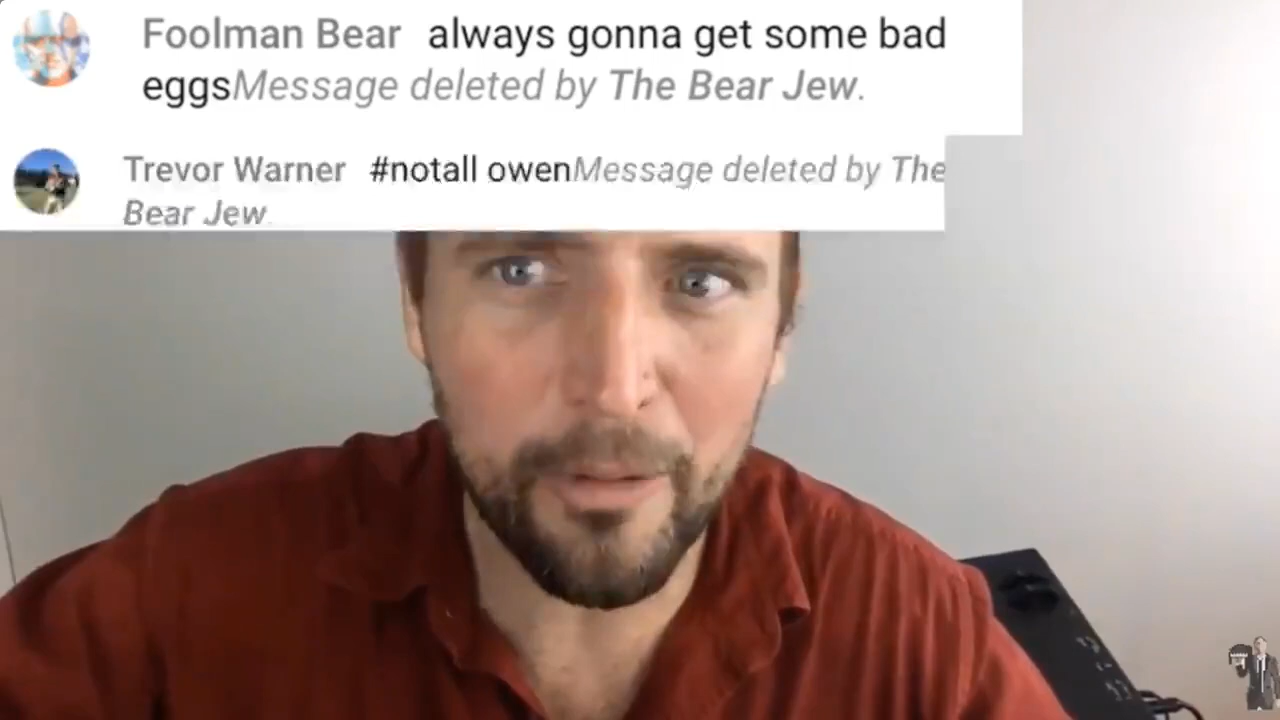 Foolman Bear always gonna get some bad
eggsMessage deleted by The Bear Jew.
Trevor Warner #notall owenMessage deleted by The
Bear Jew.